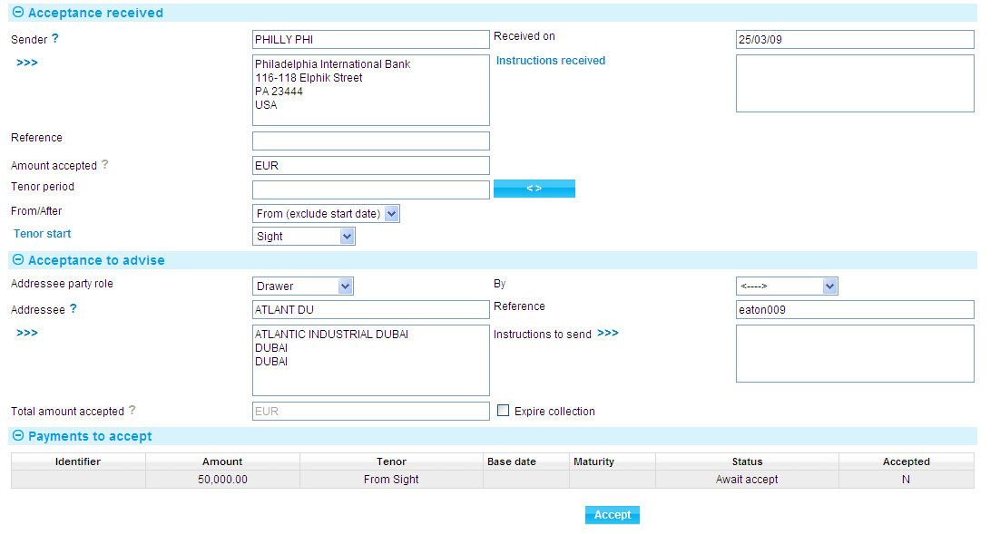 Acceptance received
Sender ? PHILLY PHI Received on 25/03/09
>>> Philadelphia International Bank Instructions received
116-118 Elphik Street
PA 23444
USA
Reference
Amount accepted ? EUR
Tenor period < >
From/After From (exclude start date)
Tenor start Sight
Acceptance to advise
Addressee party role Drawer By <---->
Addressee ? ATLANT DU Reference eaton009
>>> ATLANTIC INDUSTRIAL DUBAI Instructions to send >>>
DUBAI
DUBAI
Total amount accepted ? EUR Expire collection
Payments to accept
Identifier Amount Tenor Base date Maturity Status Accepted
50,000.00 From Sight Await accept N
Accept